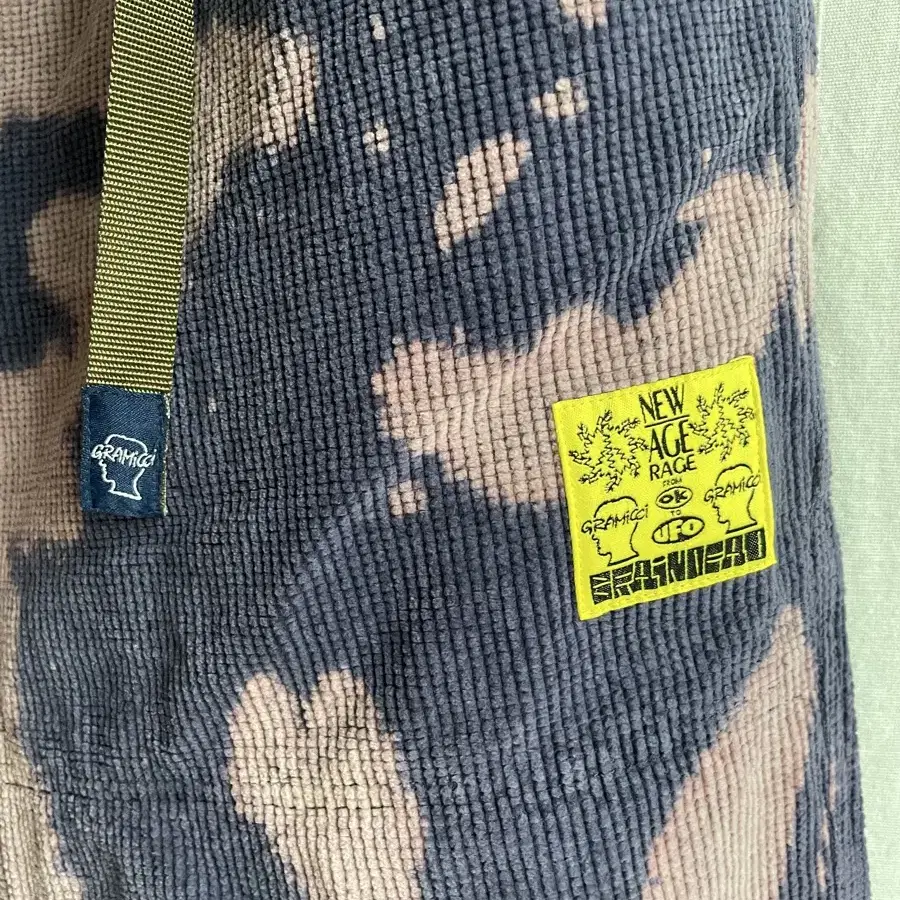 GRAMiCCi
NEW
AGE
RAGE
FROM
OK
TO
UFO
GRAMiCCi
GRAMiCCi
BRAINDEAD